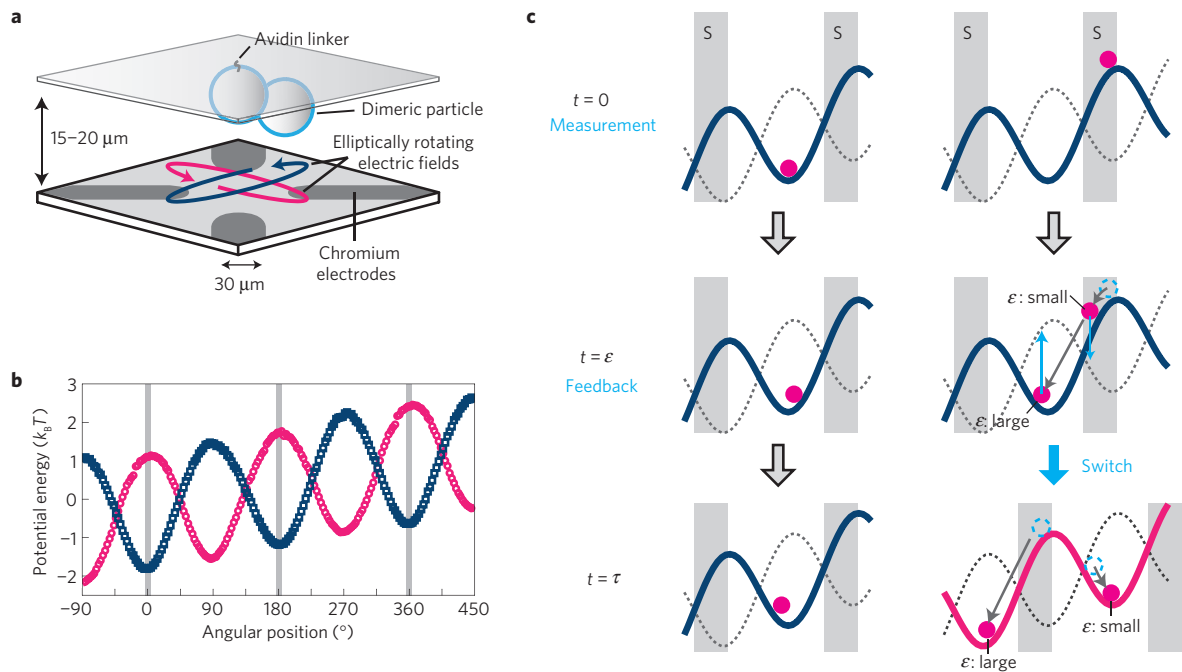 a
Avidin linker
Dimeric particle
15–20 μm
Elliptically rotating
electric fields
Chromium
electrodes
30 μm
b
Potential energy (k_BT)
3
2
1
0
−1
−2
−90
0
90
180
270
360
450
Angular position (°)
c
S
S
S
S
t = 0
Measurement
t = ε
Feedback
ε: small
ε: large
Switch
t = τ
ε: large
ε: small